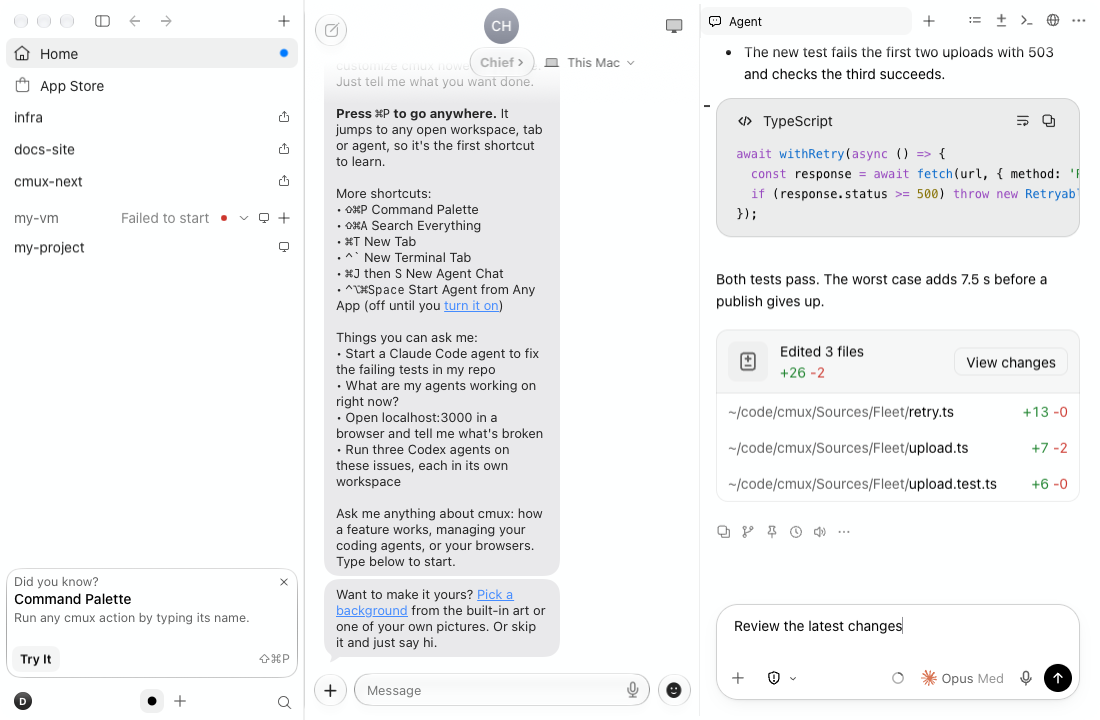 Home
App Store
infra
docs-site
cmux-next
my-vm Failed to start
my-project
Did you know?
Command Palette
Run any cmux action by typing its name.
Try It ⇧⌘P
D
CH
Chief ›
This Mac
Just tell me what you want done.
Press ⌘P to go anywhere. It
jumps to any open workspace, tab
or agent, so it's the first shortcut
to learn.
More shortcuts:
• ⇧⌘P Command Palette
• ⇧⌘A Search Everything
• ⌘T New Tab
• ^` New Terminal Tab
• ⌘J then S New Agent Chat
• ^⌥⌘Space Start Agent from Any
App (off until you turn it on)
Things you can ask me:
• Start a Claude Code agent to fix
the failing tests in my repo
• What are my agents working on
right now?
• Open localhost:3000 in a
browser and tell me what's broken
• Run three Codex agents on
these issues, each in its own
workspace
Ask me anything about cmux: how
a feature works, managing your
coding agents, or your browsers.
Type below to start.
Want to make it yours? Pick a
background from the built-in art or
one of your own pictures. Or skip
it and just say hi.
Message
Agent
• The new test fails the first two uploads with 503
and checks the third succeeds.
TypeScript
await withRetry(async () => {
const response = await fetch(url, { method: '
if (response.status >= 500) throw new Retryabl
});
Both tests pass. The worst case adds 7.5 s before a
publish gives up.
Edited 3 files
+26 -2
View changes
~/code/cmux/Sources/Fleet/retry.ts +13 -0
~/code/cmux/Sources/Fleet/upload.ts +7 -2
~/code/cmux/Sources/Fleet/upload.test.ts +6 -0
Review the latest changes
Opus Med